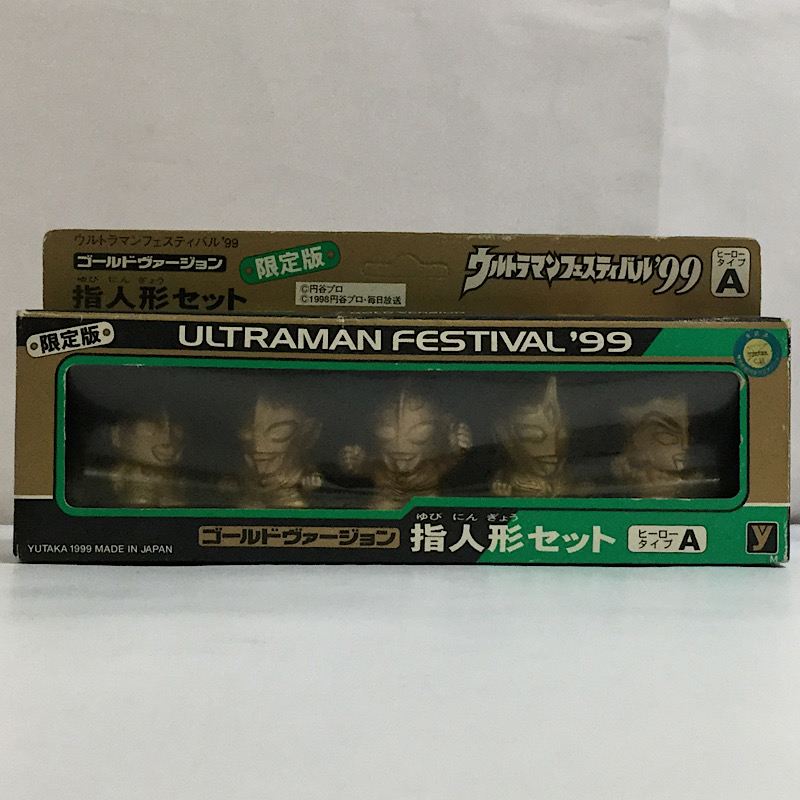 ウルトラマンフェスティバル'99
ゴールドヴァージョン
限定版
ゆび にん ぎょう
指人形セット
©円谷プロ
©1998円谷プロ・毎日放送
ウルトラマンフェスティバル'99
ヒーロー
タイプ
A
限定版
ULTRAMAN FESTIVAL '99
ゴールドヴァージョン
ゆび にん ぎょう
指人形セット
ヒーロー
タイプ A
YUTAKA 1999 MADE IN JAPAN
y
M